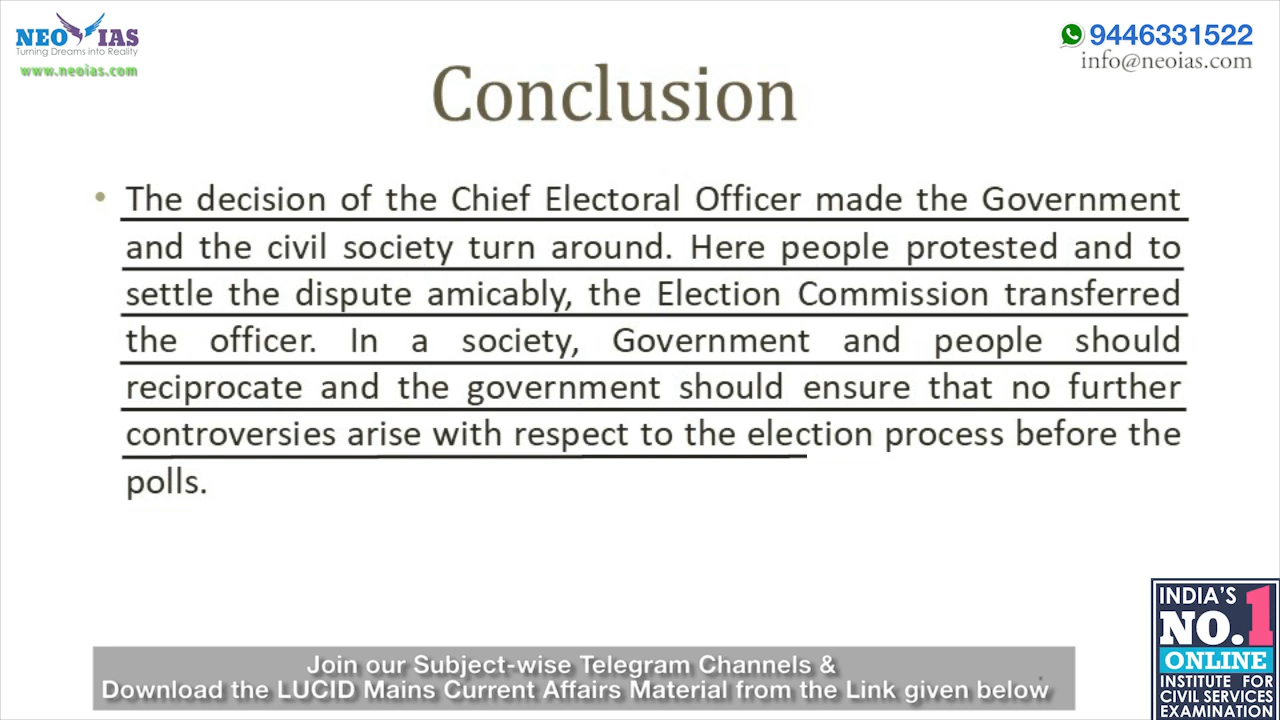 NEO IAS
Turning Dreams into Reality
www.neoias.com
9446331522
info@neoias.com
Conclusion
• The decision of the Chief Electoral Officer made the Government
and the civil society turn around. Here people protested and to
settle the dispute amicably, the Election Commission transferred
the officer. In a society, Government and people should
reciprocate and the government should ensure that no further
controversies arise with respect to the election process before the
polls.
Join our Subject-wise Telegram Channels &
Download the LUCID Mains Current Affairs Material from the Link given below
INDIA'S
NO.1
ONLINE
INSTITUTE FOR
CIVIL SERVICES
EXAMINATION